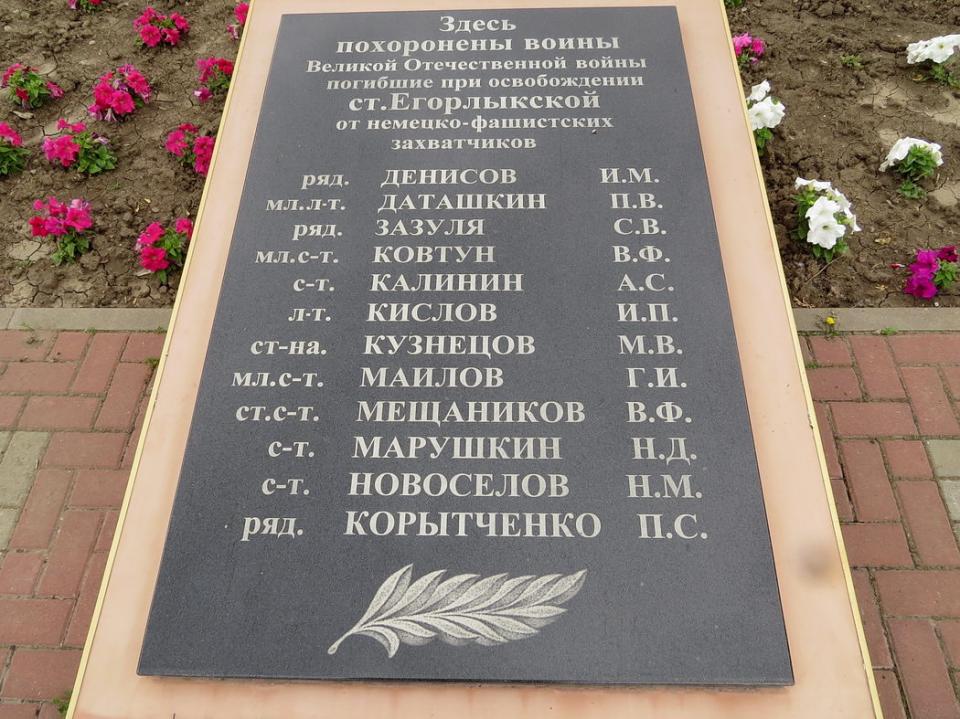 Здесь
похоронены воины
Великой Отечественной войны
погибшие при освобождении
ст.Егорлыкской
от немецко-фашистских
захватчиков
ряд. ДЕНИСОВ И.М.
мл.л-т. ДАТАШКИН П.В.
ряд. ЗАЗУЛЯ С.В.
мл.с-т. КОВТУН В.Ф.
с-т. КАЛИНИН А.С.
л-т. КИСЛОВ И.П.
ст-на. КУЗНЕЦОВ М.В.
мл.с-т. МАИЛОВ Г.И.
ст.с-т. МЕЩАНИКОВ В.Ф.
с-т. МАРУШКИН Н.Д.
с-т. НОВОСЕЛОВ Н.М.
ряд. КОРЫТЧЕНКО П.С.